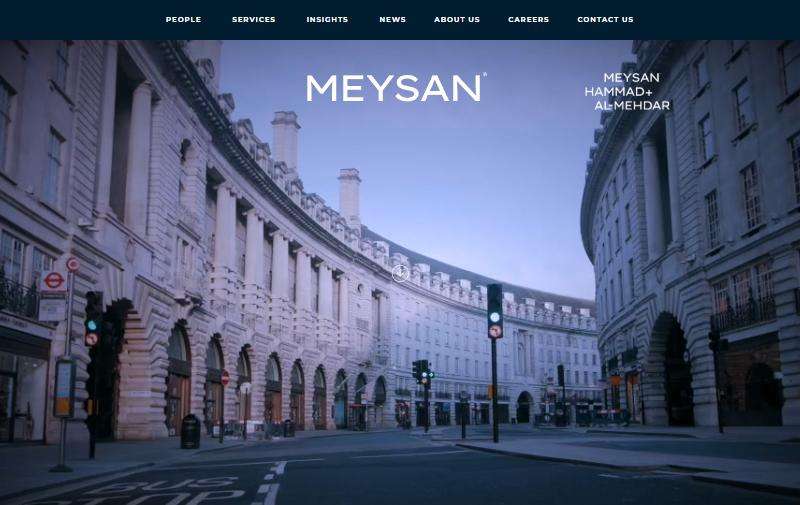 PEOPLE SERVICES INSIGHTS NEWS ABOUT US CAREERS CONTACT US
MEYSAN®
MEYSAN
HAMMAD+
AL-MEHDAR
BUS
STOP